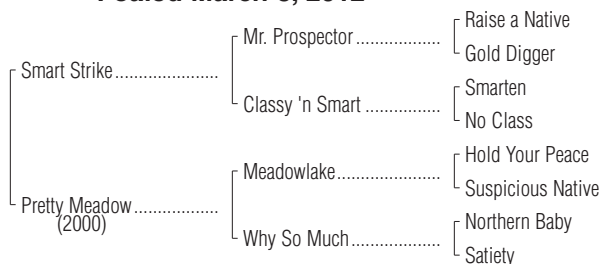 Foaled March 2012
Raise a Native
Mr. Prospector ..................
Gold Digger
Smart Strike ......................
Smarten
Classy 'n Smart ................
No Class
Hold Your Peace
Meadowlake......................
Suspicious Native
Pretty Meadow ..................
(2000)
Northern Baby
Why So Much ...................
Satiety